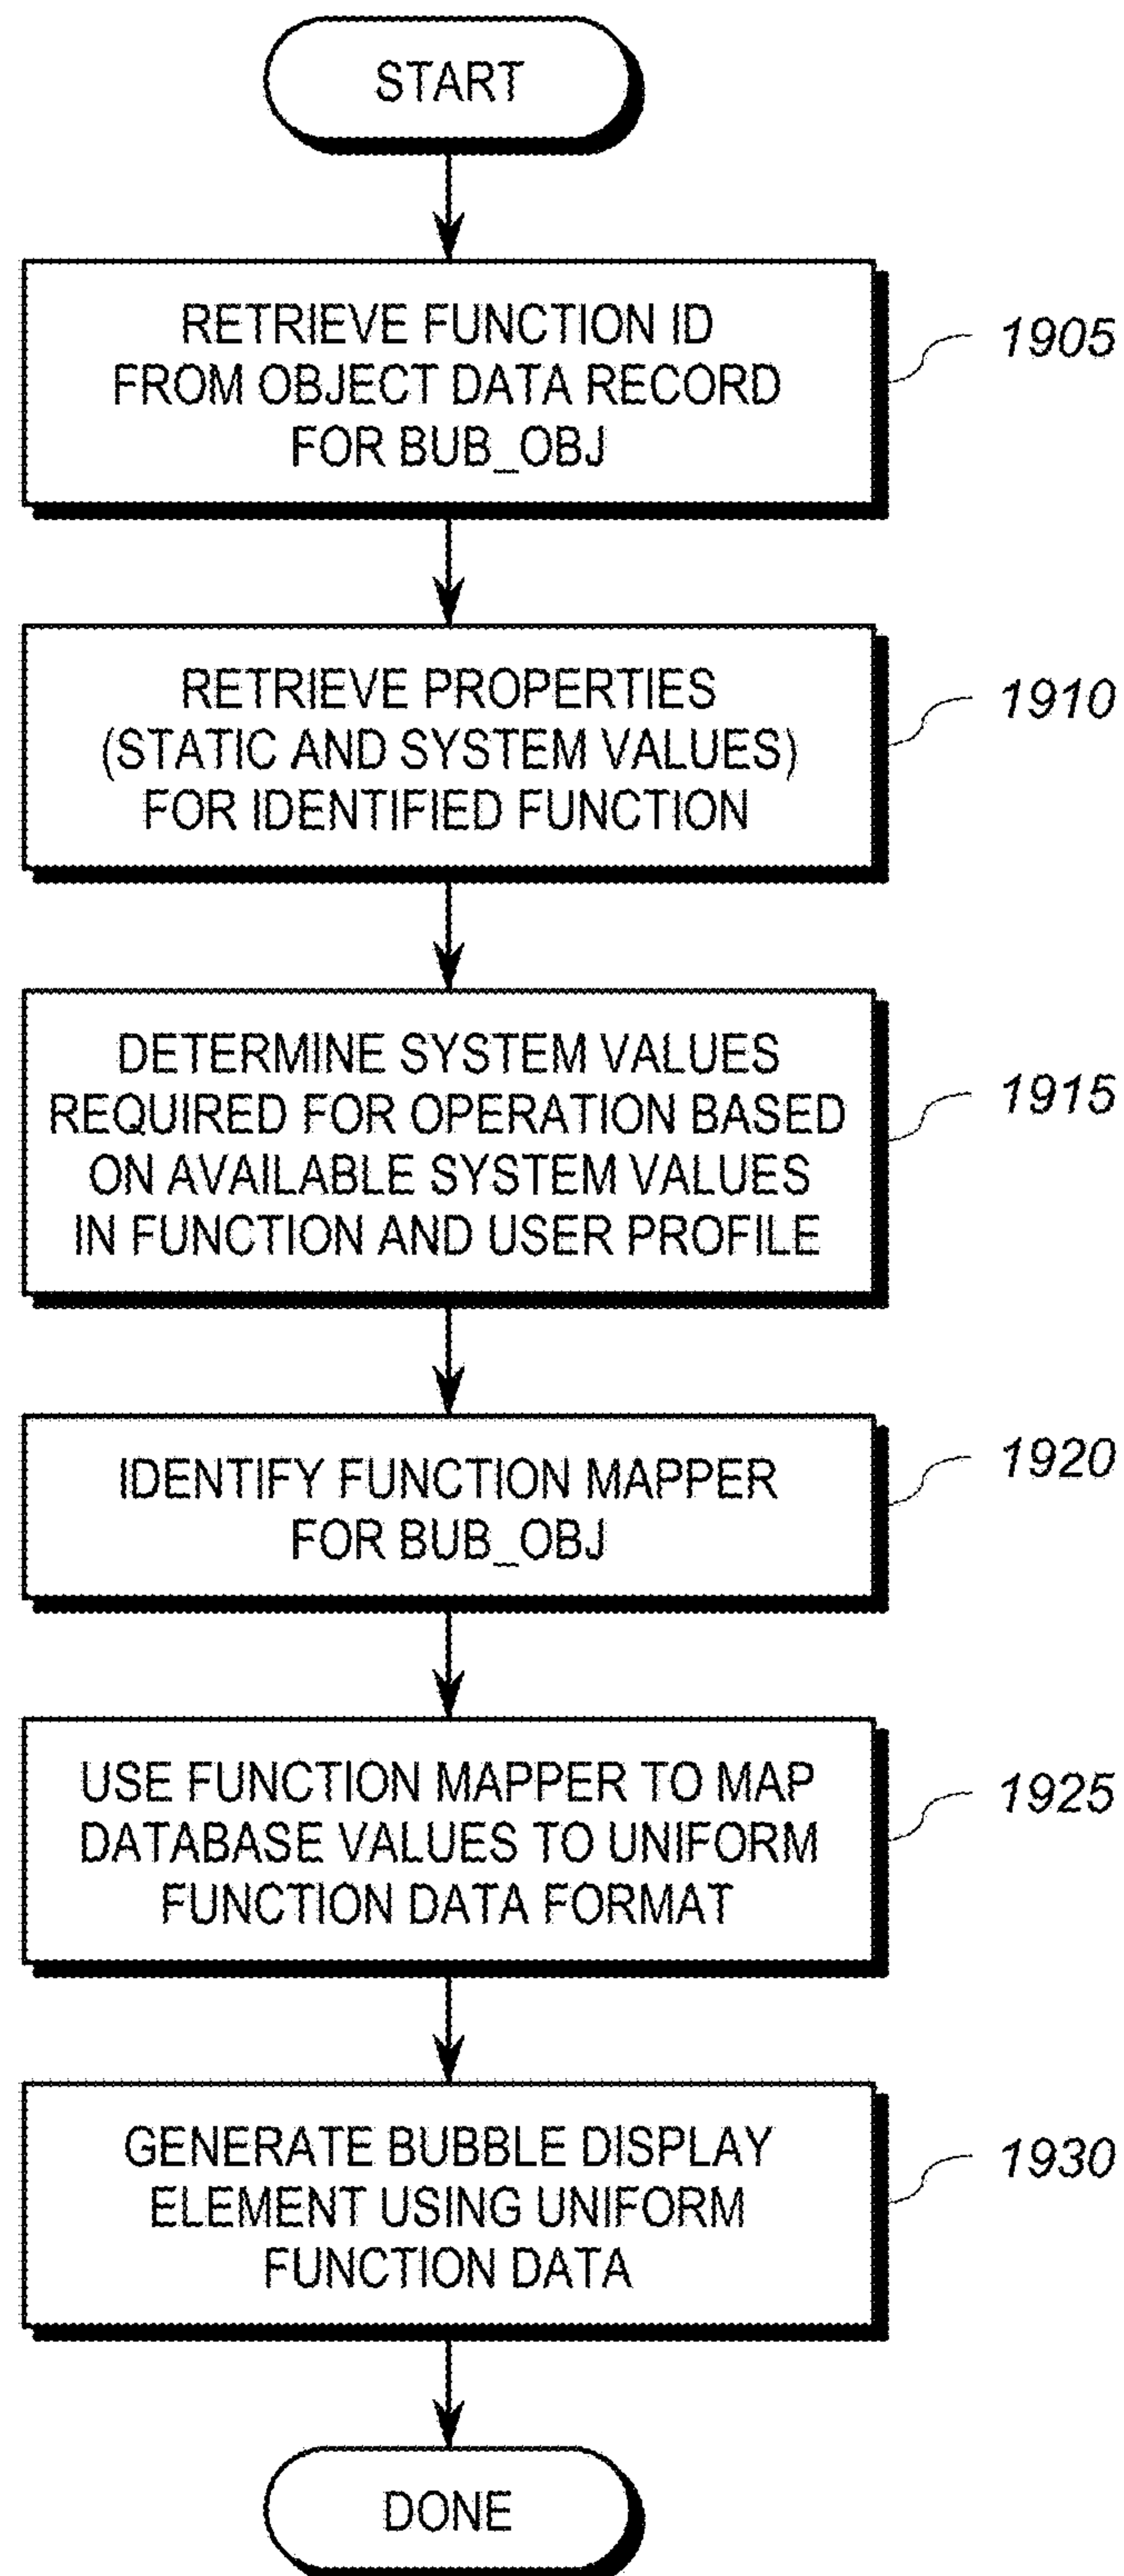 START
RETRIEVE FUNCTION ID
FROM OBJECT DATA RECORD
FOR BUB_OBJ
1905
RETRIEVE PROPERTIES
(STATIC AND SYSTEM VALUES)
FOR IDENTIFIED FUNCTION
1910
DETERMINE SYSTEM VALUES
REQUIRED FOR OPERATION BASED
ON AVAILABLE SYSTEM VALUES
IN FUNCTION AND USER PROFILE
1915
IDENTIFY FUNCTION MAPPER
FOR BUB_OBJ
1920
USE FUNCTION MAPPER TO MAP
DATABASE VALUES TO UNIFORM
FUNCTION DATA FORMAT
1925
GENERATE BUBBLE DISPLAY
ELEMENT USING UNIFORM
FUNCTION DATA
1930
DONE